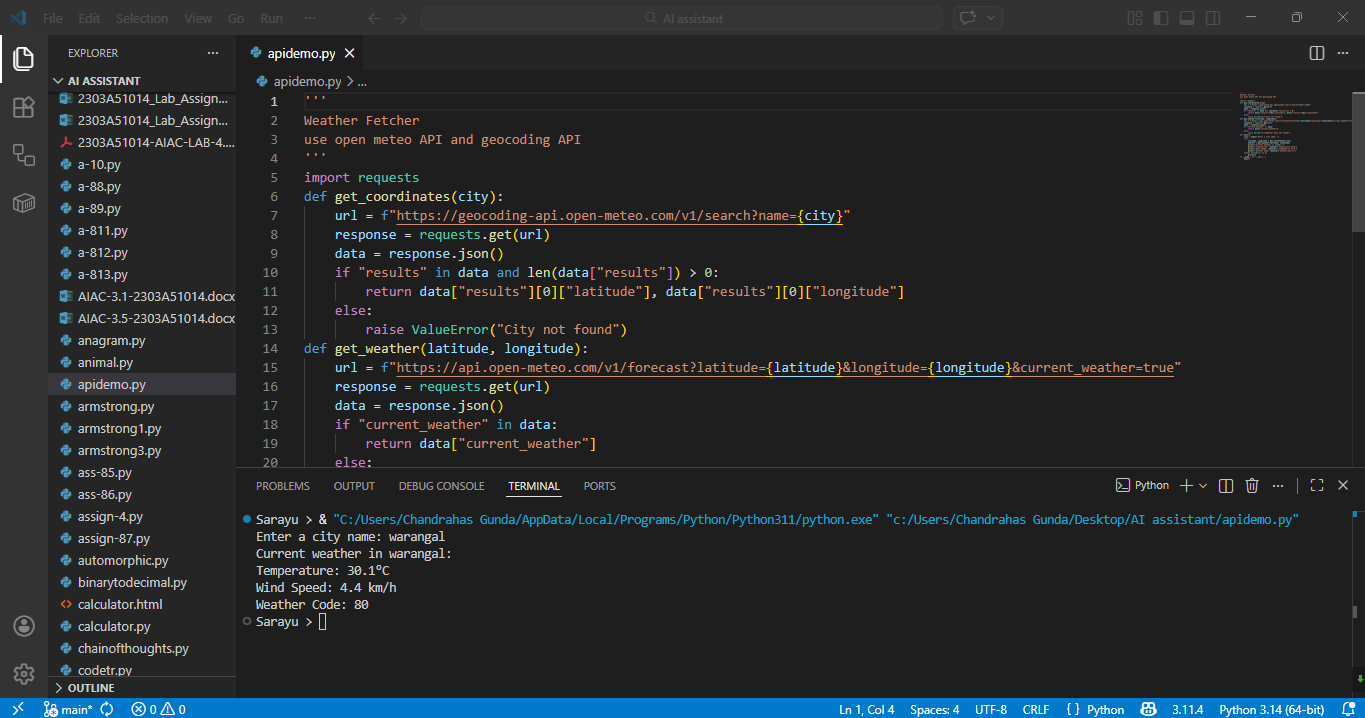 File Edit Selection View Go Run ··· AI assistant
EXPLORER ···
AI ASSISTANT
2303A51014_Lab_Assign...
2303A51014_Lab_Assign...
2303A51014-AIAC-LAB-4....
a-10.py
a-88.py
a-89.py
a-811.py
a-812.py
a-813.py
AIAC-3.1-2303A51014.docx
AIAC-3.5-2303A51014.docx
anagram.py
animal.py
apidemo.py
armstrong.py
armstrong1.py
armstrong3.py
ass-85.py
ass-86.py
assign-4.py
assign-87.py
automorphic.py
binarytodecimal.py
calculator.html
calculator.py
chainofthoughts.py
codetr.py
OUTLINE
apidemo.py
apidemo.py > ...
1 '''
2 Weather Fetcher
3 use open meteo API and geocoding API
4 '''
5 import requests
6 def get_coordinates(city):
7     url = f"https://geocoding-api.open-meteo.com/v1/search?name={city}"
8     response = requests.get(url)
9     data = response.json()
10     if "results" in data and len(data["results"]) > 0:
11         return data["results"][0]["latitude"], data["results"][0]["longitude"]
12     else:
13         raise ValueError("City not found")
14 def get_weather(latitude, longitude):
15     url = f"https://api.open-meteo.com/v1/forecast?latitude={latitude}&longitude={longitude}&current_weather=true"
16     response = requests.get(url)
17     data = response.json()
18     if "current_weather" in data:
19         return data["current_weather"]
20     else:
PROBLEMS OUTPUT DEBUG CONSOLE TERMINAL PORTS Python
Sarayu > & "C:/Users/Chandrahas Gunda/AppData/Local/Programs/Python/Python311/python.exe" "c:/Users/Chandrahas Gunda/Desktop/AI assistant/apidemo.py"
Enter a city name: warangal
Current weather in warangal:
Temperature: 30.1°C
Wind Speed: 4.4 km/h
Weather Code: 80
Sarayu >
main* 0 0 Ln 1, Col 4 Spaces: 4 UTF-8 CRLF { } Python 3.11.4 Python 3.14 (64-bit)